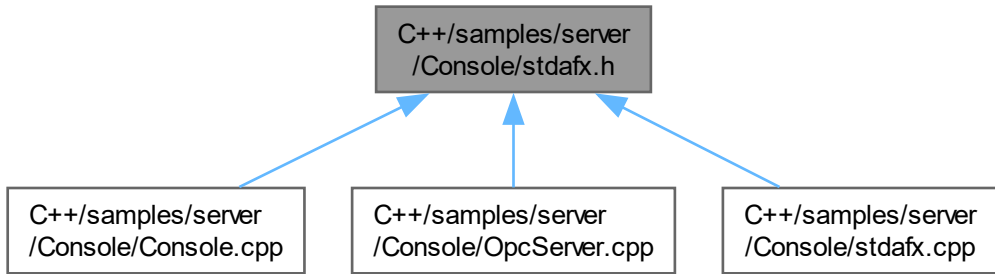 C++/samples/server
/Console/stdafx.h
C++/samples/server
/Console/Console.cpp
C++/samples/server
/Console/OpcServer.cpp
C++/samples/server
/Console/stdafx.cpp